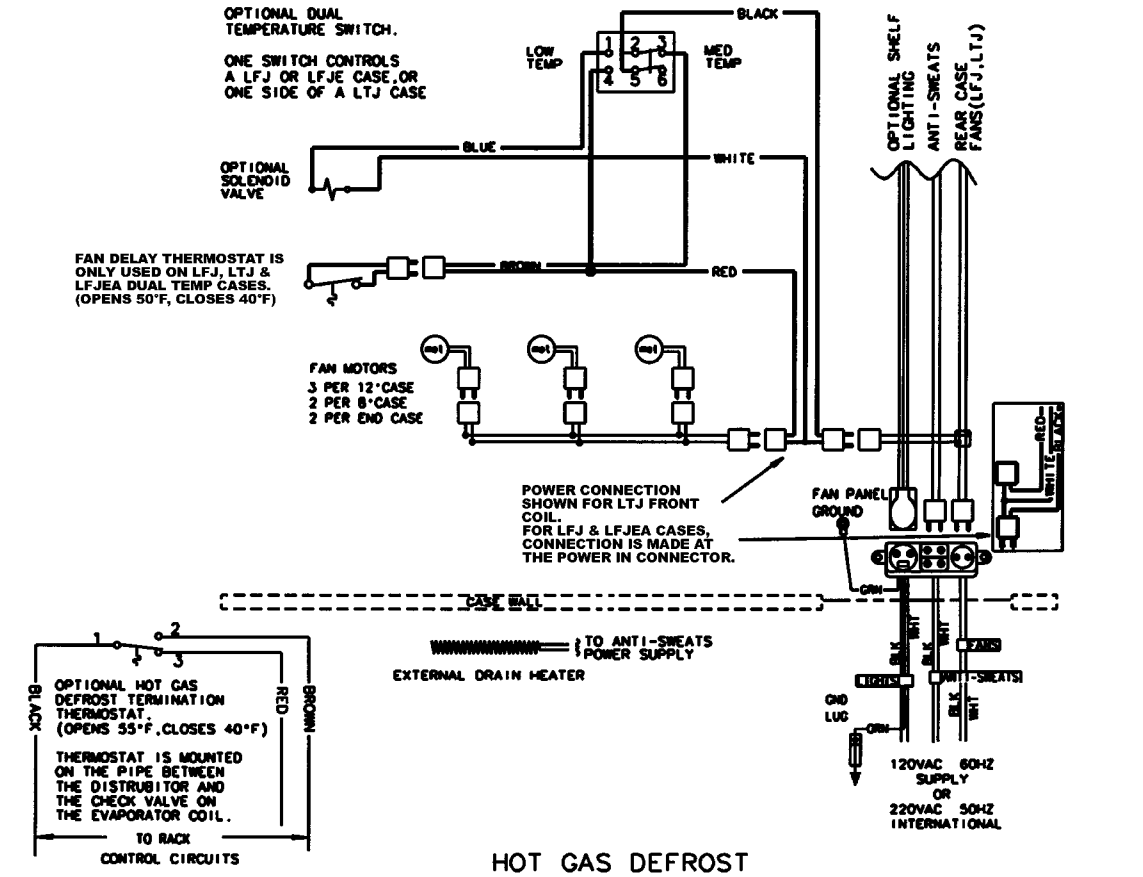 OPTIONAL DUAL
TEMPERATURE SWITCH.
ONE SWITCH CONTROLS
A LFJ OR LFJE CASE,OR
ONE SIDE OF A LTJ CASE
BLACK
LOW
TEMP
1 2 3
4 5 6
MED
TEMP
OPTIONAL SHELF
LIGHTING
ANTI-SWEATS
REAR CASE
FANS(LFJ,LTJ)
BLUE
WHITE
OPTIONAL
SOLENOID
VALVE
FAN DELAY THERMOSTAT IS
ONLY USED ON LFJ, LTJ &
LFJEA DUAL TEMP CASES.
(OPENS 50°F, CLOSES 40°F)
BROWN
RED
mot
mot
mot
FAN MOTORS
3 PER 12'CASE
2 PER 8'CASE
2 PER END CASE
RED
WHITE
BLACK
POWER CONNECTION
SHOWN FOR LTJ FRONT
COIL.
FOR LFJ & LFJEA CASES,
CONNECTION IS MADE AT
THE POWER IN CONNECTOR.
FAN PANEL
GROUND
GRN
CASE WALL
1
2
3
BLACK
RED
BROWN
OPTIONAL HOT GAS
DEFROST TERMINATION
THERMOSTAT.
(OPENS 55°F,CLOSES 40°F)
THERMOSTAT IS MOUNTED
ON THE PIPE BETWEEN
THE DISTRUBITOR AND
THE CHECK VALVE ON
THE EVAPORATOR COIL.
TO RACK
CONTROL CIRCUITS
TO ANTI-SWEATS
POWER SUPPLY
EXTERNAL DRAIN HEATER
BLK
WHT
BLK
WHT
FANS
LIGHTS
ANTI-SWEATS
BLK
WHT
GND
LUG
GRN
120VAC 60HZ
SUPPLY
OR
220VAC 50HZ
INTERNATIONAL
HOT GAS DEFROST